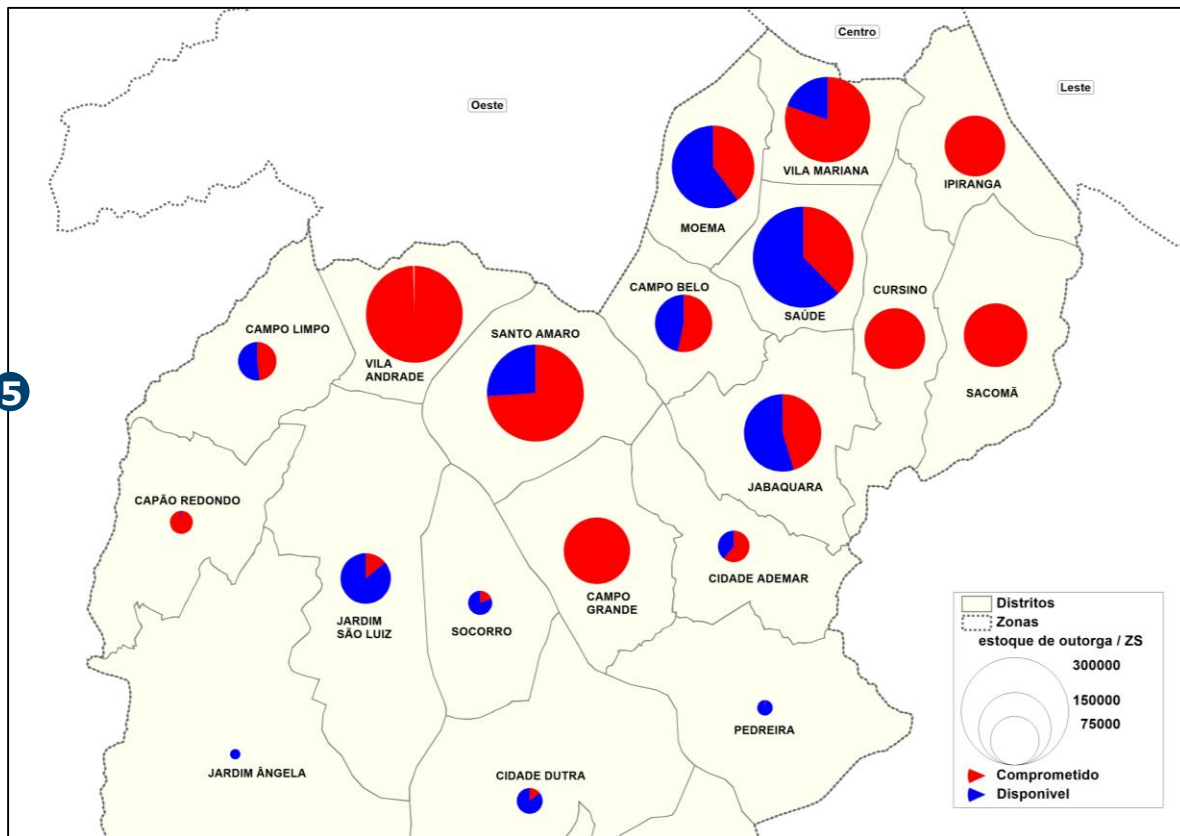 Centro
Leste
Oeste
VILA MARIANA
IPIRANGA
MOEMA
CAMPO BELO
CURSINO
SAÚDE
CAMPO LIMPO
SANTO AMARO
VILA
ANDRADE
SACOMÃ
5
JABAQUARA
CAPÃO REDONDO
CIDADE ADEMAR
CAMPO
GRANDE
JARDIM
SÃO LUIZ
SOCORRO
PEDREIRA
JARDIM ÂNGELA
CIDADE DUTRA
Distritos
Zonas
estoque de outorga / ZS
300000
150000
75000
Comprometido
Disponivel